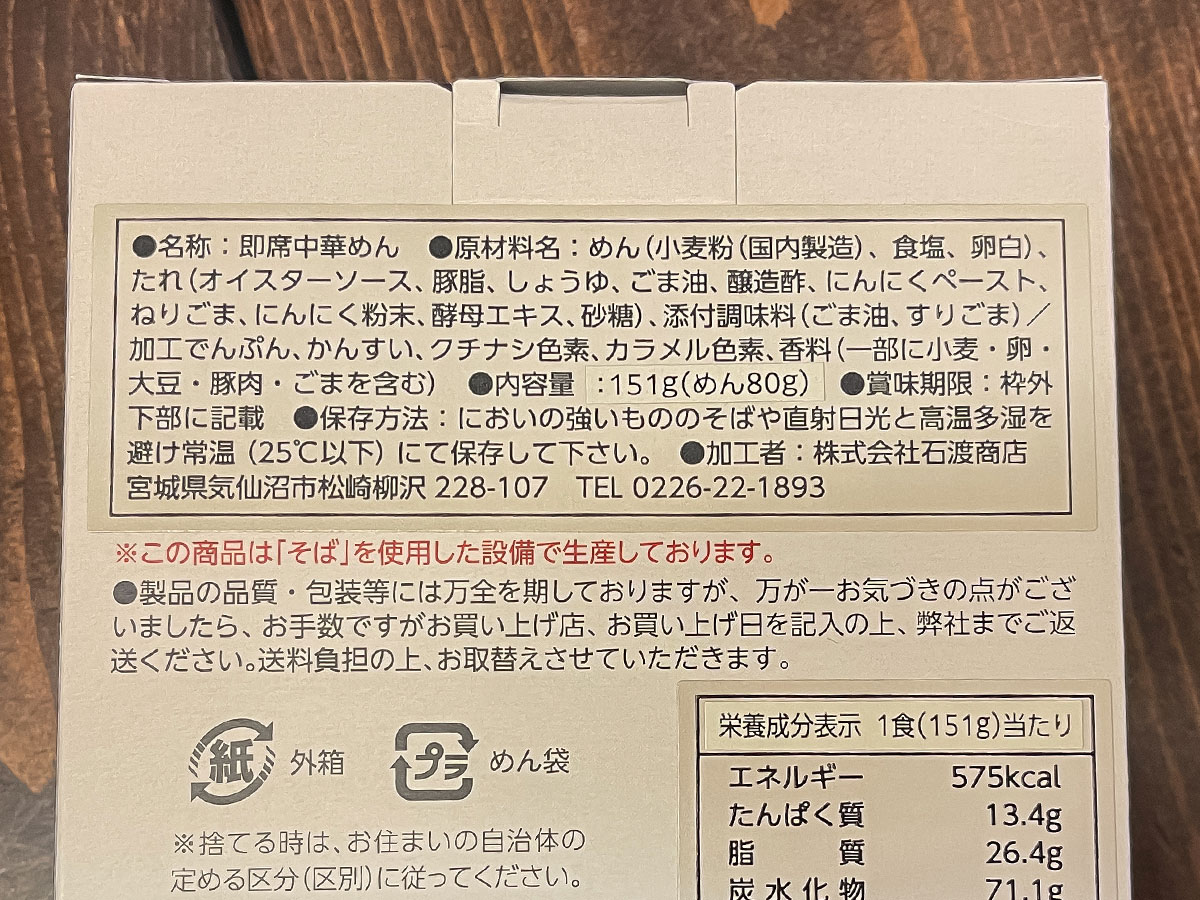 ●名称：即席中華めん　●原材料名：めん（小麦粉（国内製造）、食塩、卵白）、
たれ（オイスターソース、豚脂、しょうゆ、ごま油、醸造酢、にんにくペースト、
ねりごま、にんにく粉末、酵母エキス、砂糖）、添付調味料（ごま油、すりごま）／
加工でんぷん、かんすい、クチナシ色素、カラメル色素、香料（一部に小麦・卵・
大豆・豚肉・ごまを含む）　●内容量：151g(めん80g)　●賞味期限：枠外
下部に記載　●保存方法：においの強いもののそばや直射日光と高温多湿を
避け常温（25℃以下）にて保存して下さい。　●加工者：株式会社石渡商店
宮城県気仙沼市松崎柳沢228-107　TEL 0226-22-1893
※この商品は「そば」を使用した設備で生産しております。
●製品の品質・包装等には万全を期しておりますが、万が一お気づきの点がござ
いましたら、お手数ですがお買い上げ店、お買い上げ日を記入の上、弊社までご返
送ください。送料負担の上、お取替えさせていただきます。
紙 外箱
プラ めん袋
※捨てる時は、お住まいの自治体の
定める区分（区別）に従ってください。
栄養成分表示 1食(151g)当たり
エネルギー 575kcal
たんぱく質 13.4g
脂質 26.4g
炭水化物 71.1g